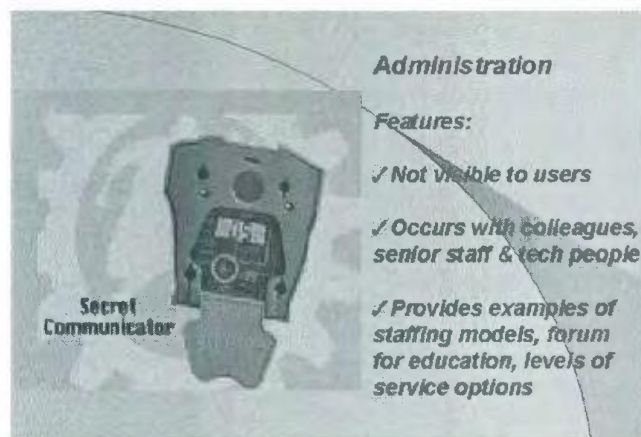 Administration
Features:
✓ Not visible to users
✓ Occurs with colleagues,
senior staff & tech people
✓ Provides examples of
staffing models, forum
for education, levels of
service options
Secret
Communicator